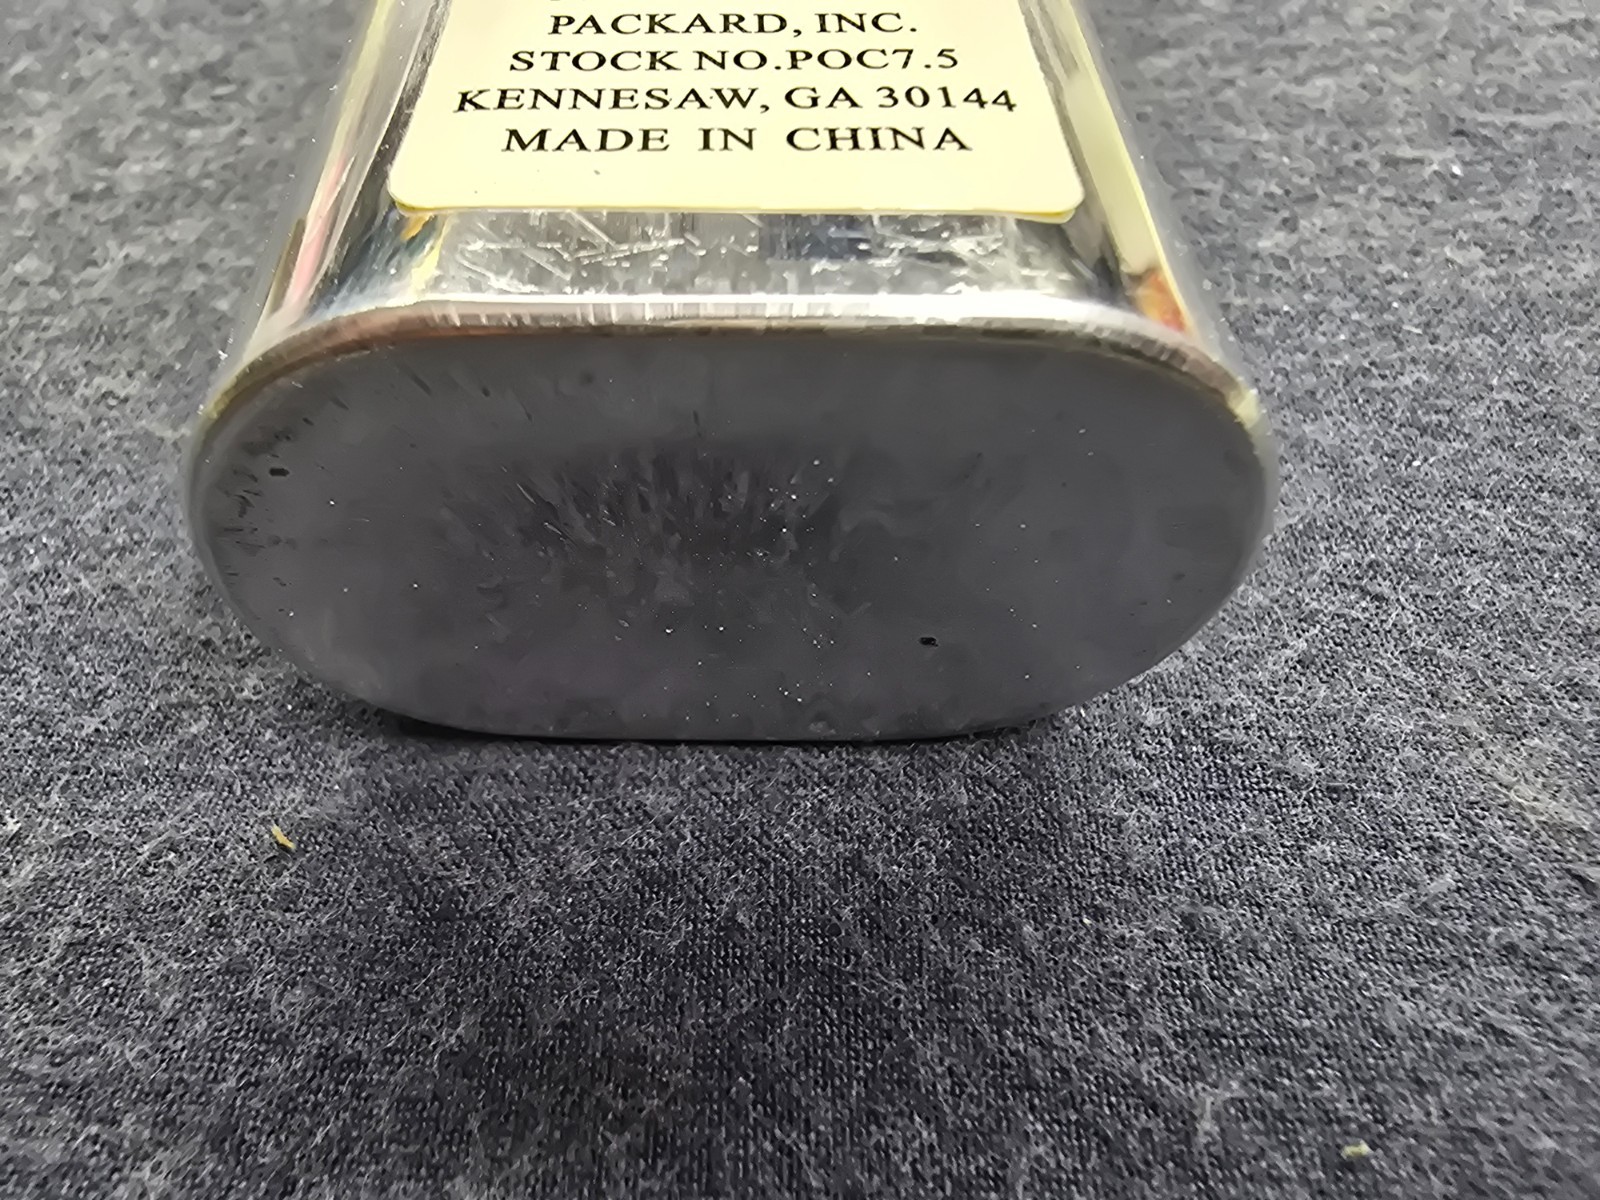 PACKARD, INC.
STOCK NO.POC7.5
KENNESAW, GA 30144
MADE IN CHINA